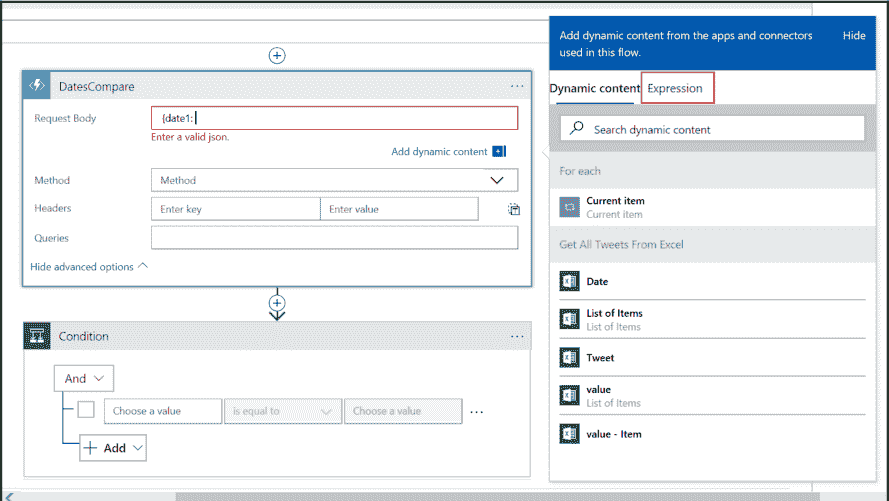 Add dynamic content from the apps and connectors
used in this flow.
Hide
DatesCompare
...
Request Body
{date1:
Enter a valid json.
Add dynamic content
Method
Method
Headers
Enter key
Enter value
Queries
Hide advanced options
Condition
...
And
Choose a value
is equal to
Choose a value
...
Add
Dynamic content
Expression
Search dynamic content
For each
Current item
Current item
Get All Tweets From Excel
Date
List of Items
List of Items
Tweet
value
List of Items
value - Item